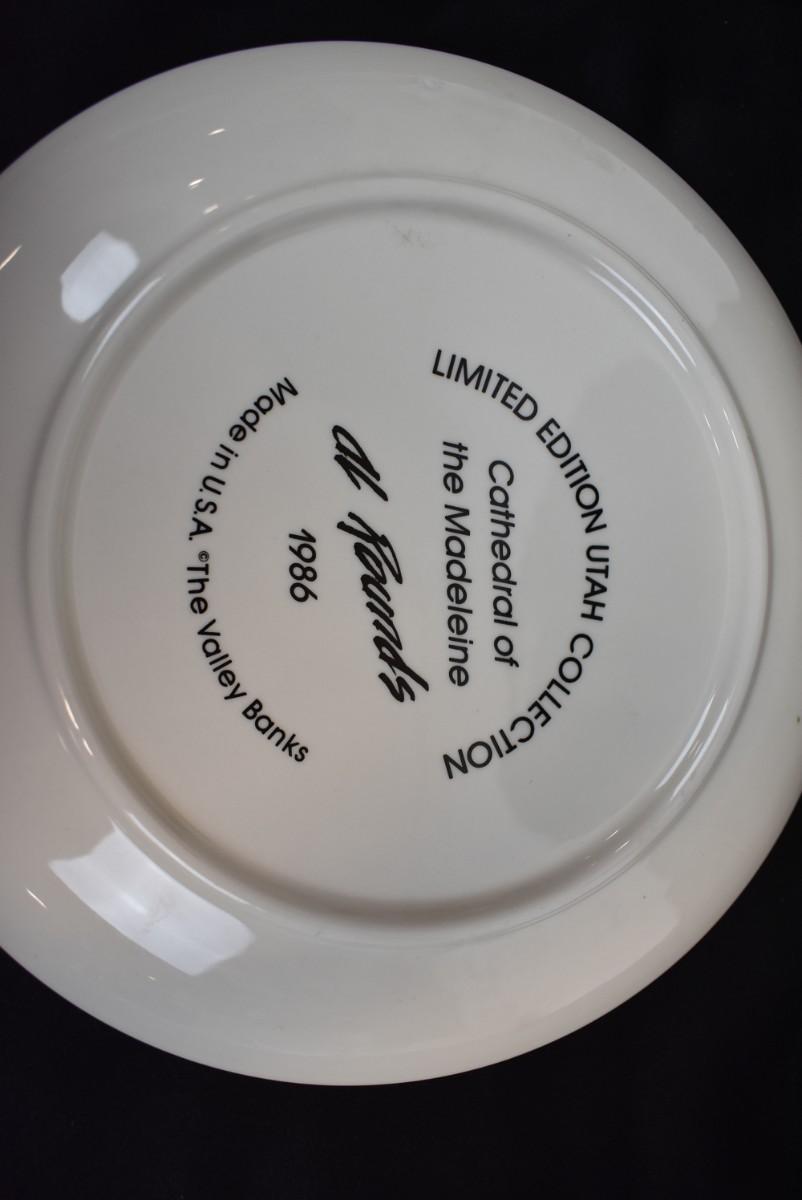 LIMITED EDITION UTAH COLLECTION
Cathedral of
the Madeleine
Al Rounds
1986
Made in U.S.A. ©The Valley Banks